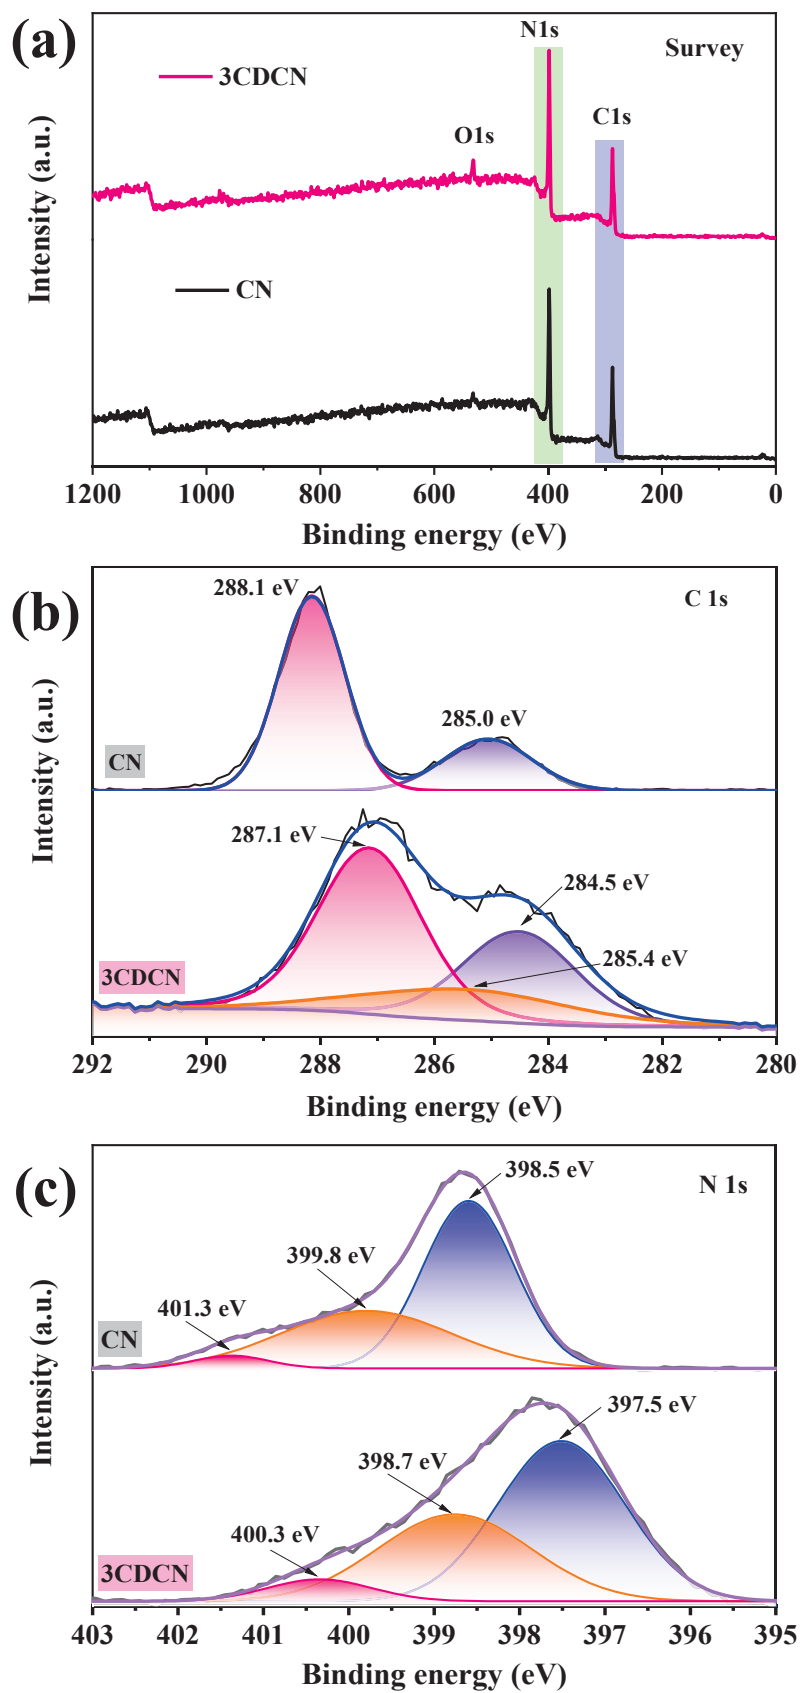 (a)
N1s
Survey
3CDCN
C1s
O1s
Intensity (a.u.)
CN
1200 1000 800 600 400 200 0
Binding energy (eV)
(b)
288.1 eV
C 1s
285.0 eV
CN
Intensity (a.u.)
287.1 eV
284.5 eV
285.4 eV
3CDCN
292 290 288 286 284 282 280
Binding energy (eV)
(c)
398.5 eV
N 1s
399.8 eV
401.3 eV
CN
Intensity (a.u.)
397.5 eV
398.7 eV
400.3 eV
3CDCN
403 402 401 400 399 398 397 396 395
Binding energy (eV)